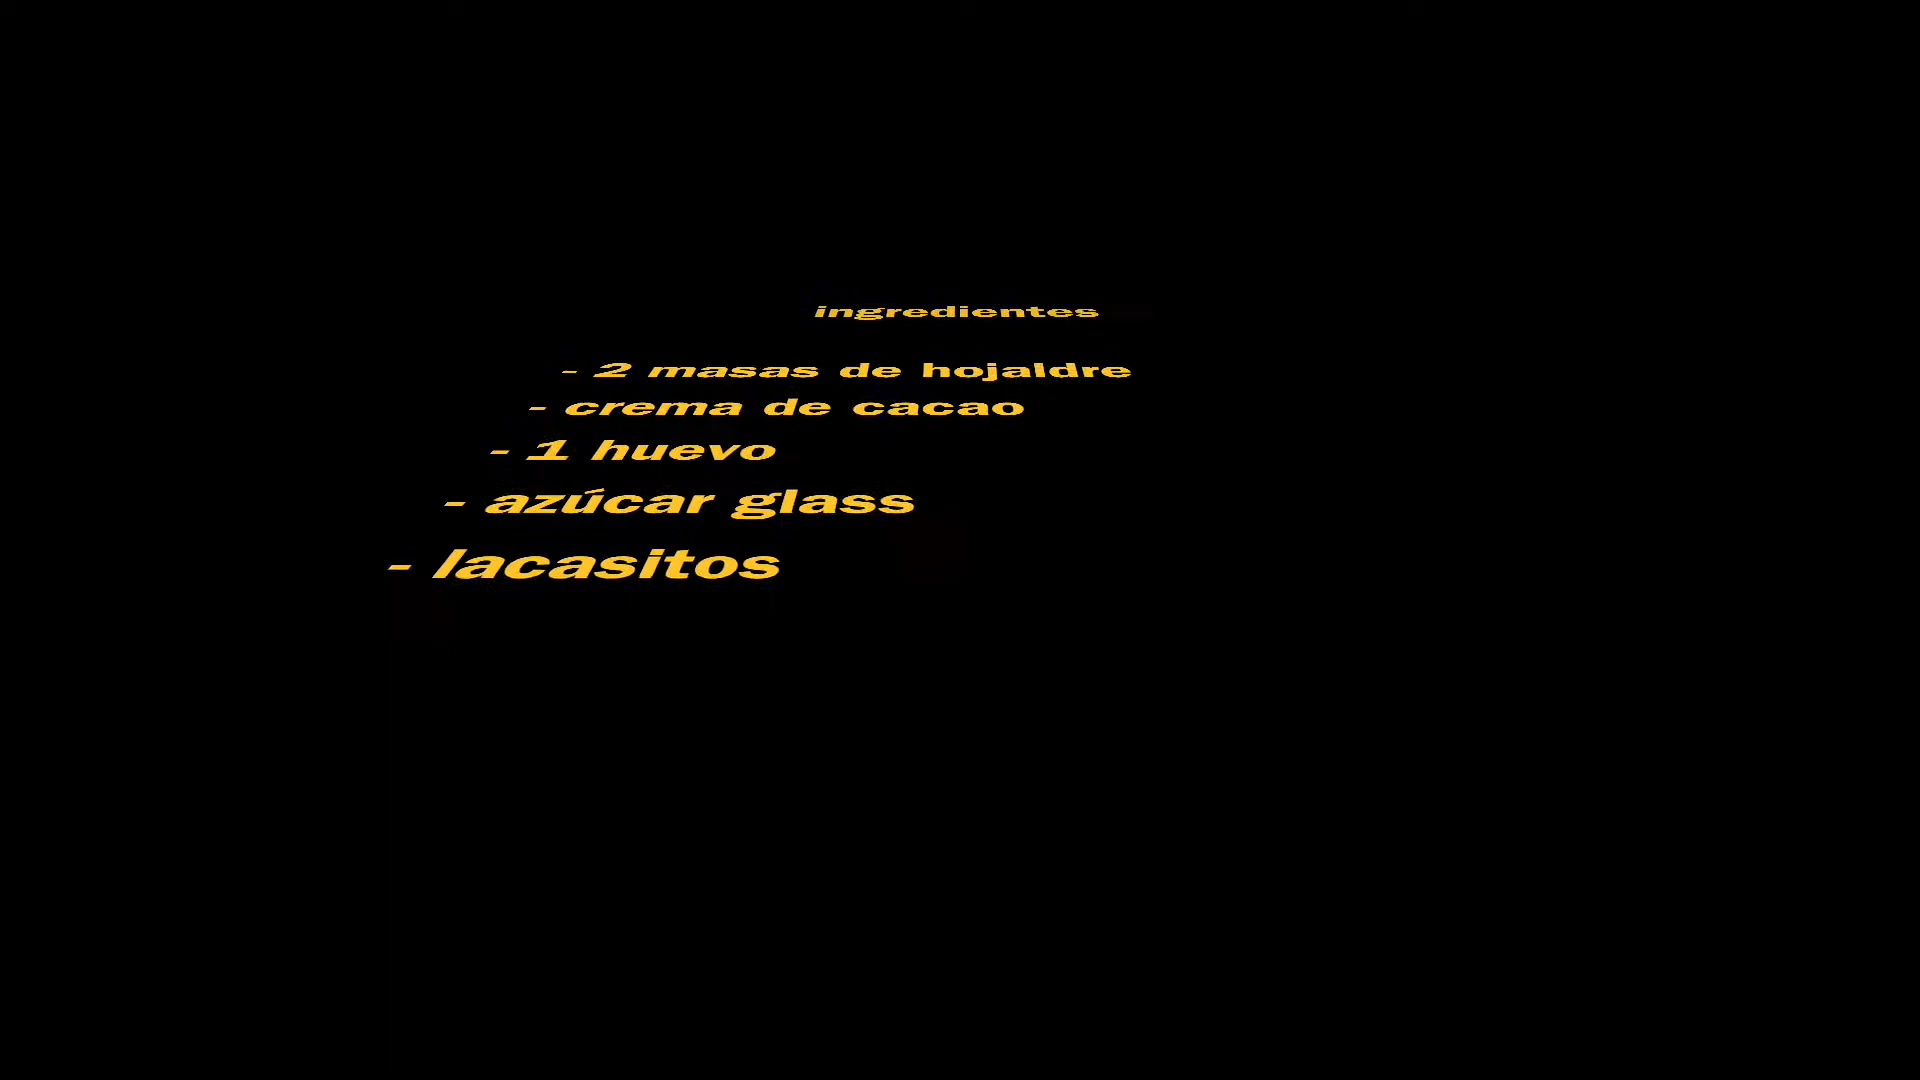 ingredientes
- 2 masas de hojaldre
- crema de cacao
- 1 huevo
- azúcar glass
- lacasitos